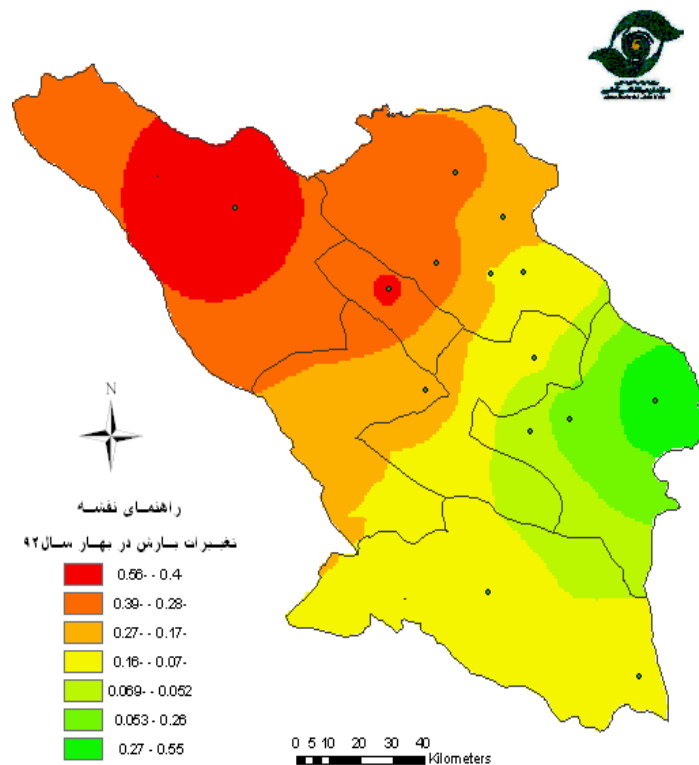 N
راهنمای نقشه
تغییرات بارش در بهار سال۹۲
0.56- - 0.4-
0.39- - 0.28-
0.27- - 0.17-
0.16- - 0.07-
0.069- - 0.052
0.053 - 0.26
0.27 - 0.55
0 5 10 20 30 40
Kilometers